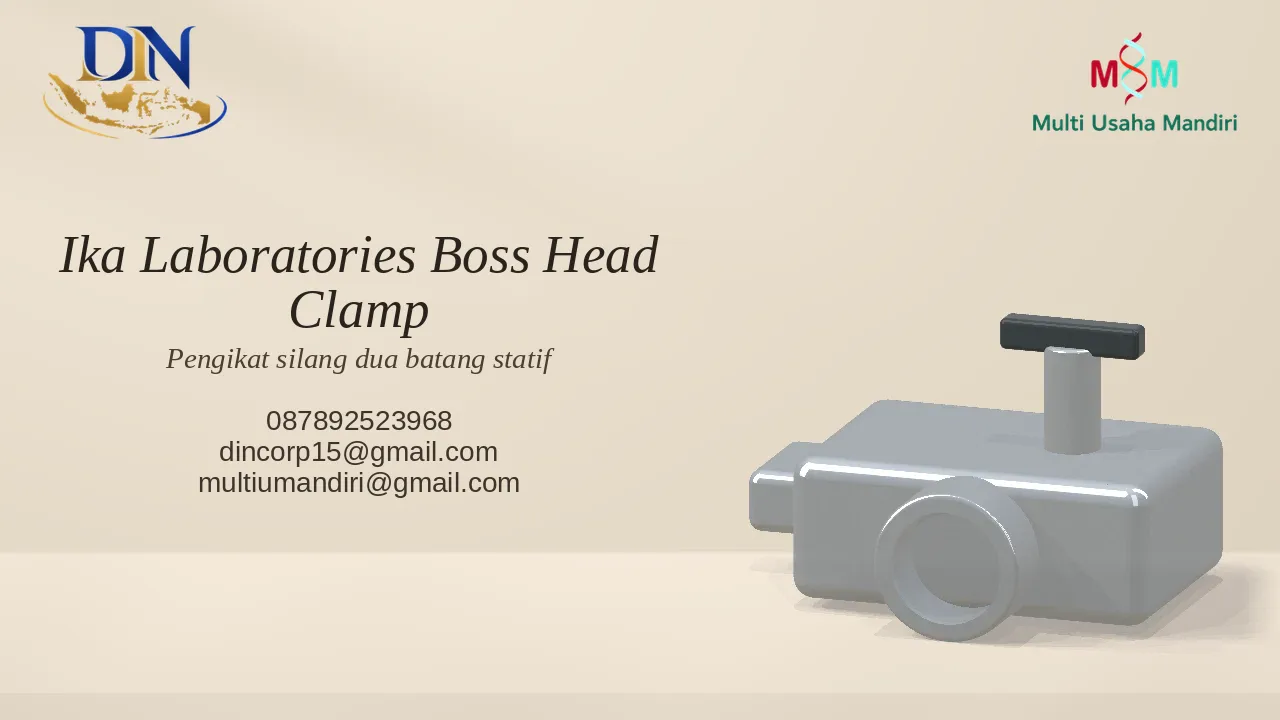 DIN
MSM
Multi Usaha Mandiri
Ika Laboratories Boss Head
Clamp
Pengikat silang dua batang statif
087892523968
dincorp15@gmail.com
multiumandiri@gmail.com